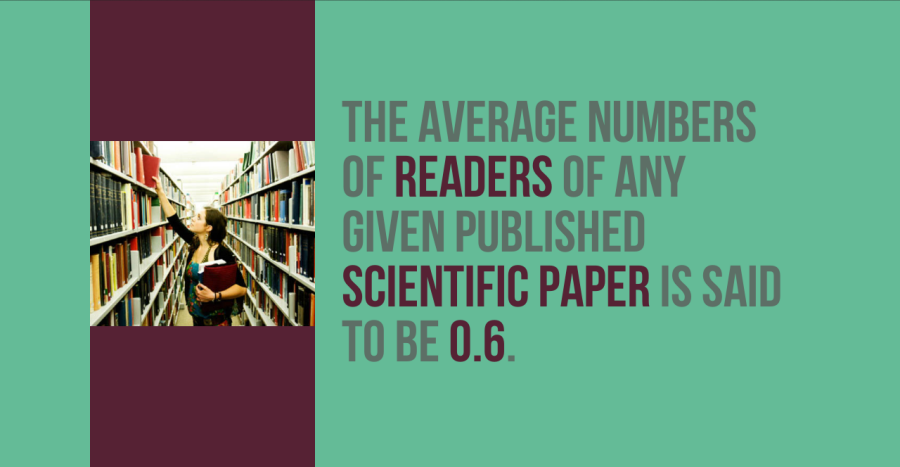 THE AVERAGE NUMBERS
OF READERS OF ANY
GIVEN PUBLISHED
SCIENTIFIC PAPER IS SAID
TO BE 0.6.